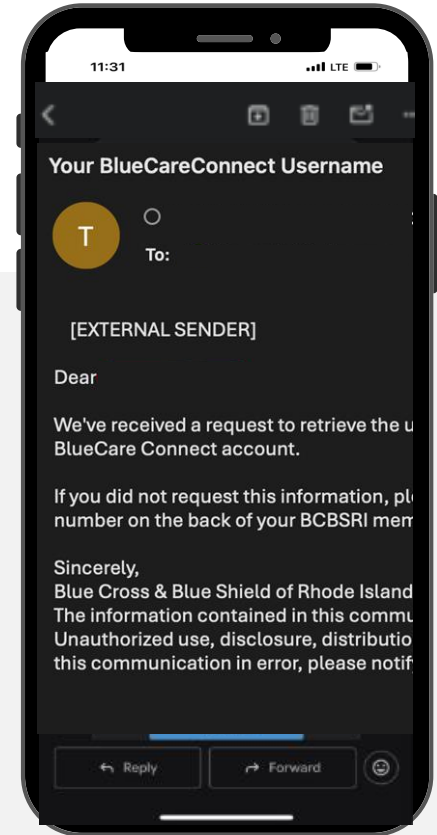 11:31 LTE
Your BlueCareConnect Username
T
To:
[EXTERNAL SENDER]
Dear
We've received a request to retrieve the u
BlueCare Connect account.
If you did not request this information, pl
number on the back of your BCBSRI mem
Sincerely,
Blue Cross & Blue Shield of Rhode Island
The information contained in this commu
Unauthorized use, disclosure, distributio
this communication in error, please notif
Reply Forward